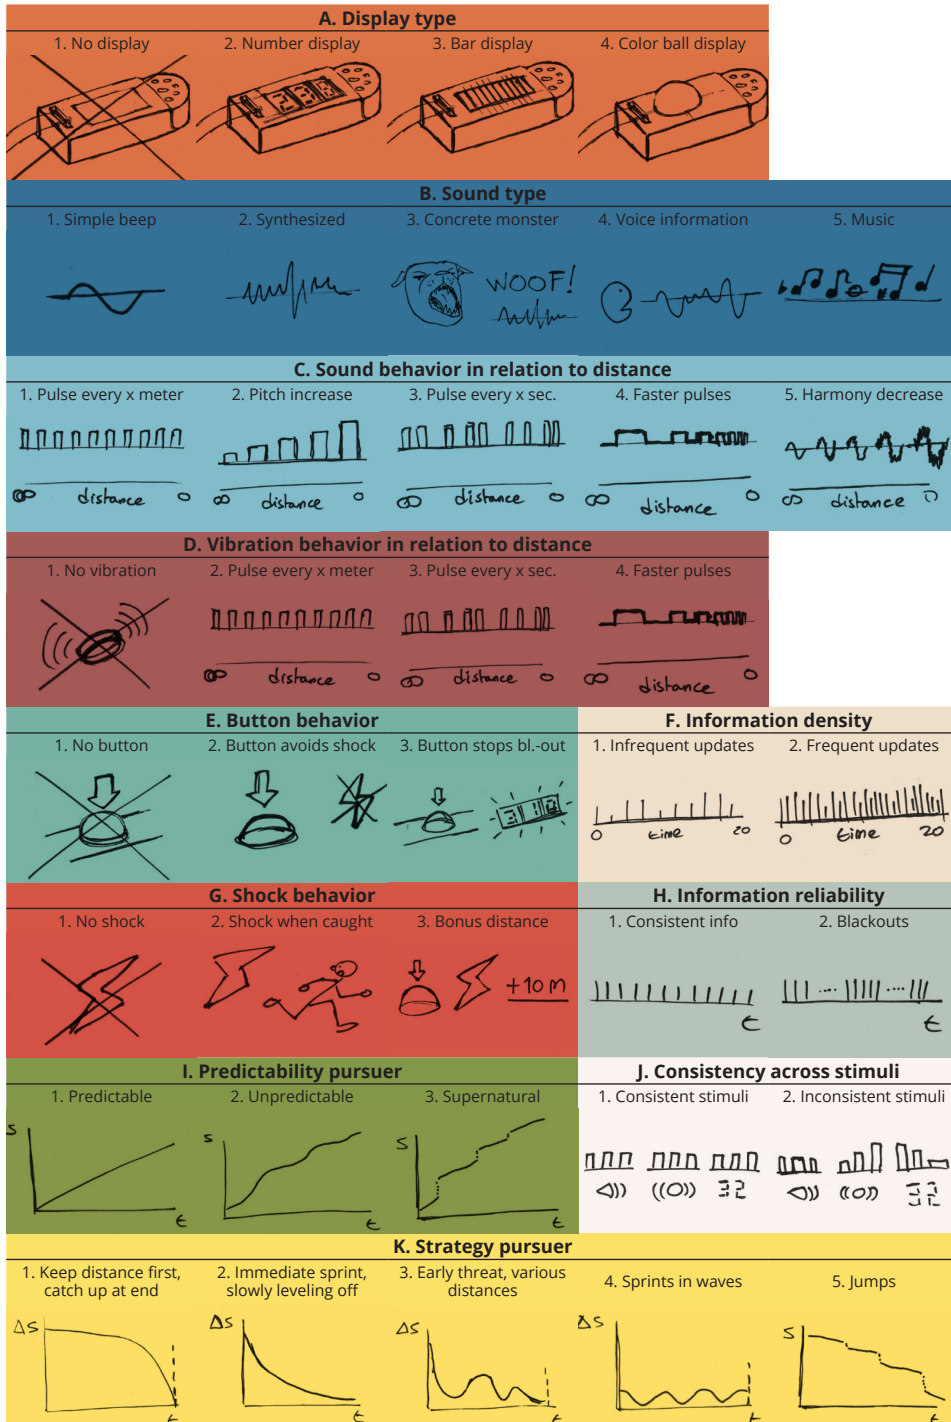 A. Display type
1. No display 2. Number display 3. Bar display 4. Color ball display
B. Sound type
1. Simple beep 2. Synthesized 3. Concrete monster 4. Voice information 5. Music
WOOF!
C. Sound behavior in relation to distance
1. Pulse every x meter 2. Pitch increase 3. Pulse every x sec. 4. Faster pulses 5. Harmony decrease
∞ distance 0 ∞ distance 0 ∞ distance 0 ∞ distance 0 ∞ distance 0
D. Vibration behavior in relation to distance
1. No vibration 2. Pulse every x meter 3. Pulse every x sec. 4. Faster pulses
∞ distance 0 ∞ distance 0 ∞ distance 0
E. Button behavior F. Information density
1. No button 2. Button avoids shock 3. Button stops bl.-out 1. Infrequent updates 2. Frequent updates
0 time 20 0 time 20
G. Shock behavior H. Information reliability
1. No shock 2. Shock when caught 3. Bonus distance 1. Consistent info 2. Blackouts
+10 m
t t
I. Predictability pursuer J. Consistency across stimuli
1. Predictable 2. Unpredictable 3. Supernatural 1. Consistent stimuli 2. Inconsistent stimuli
s s s
t t t
K. Strategy pursuer
1. Keep distance first, 2. Immediate sprint, 3. Early threat, various 4. Sprints in waves 5. Jumps
catch up at end slowly leveling off distances
Δs Δs Δs Δs s
t t t t t